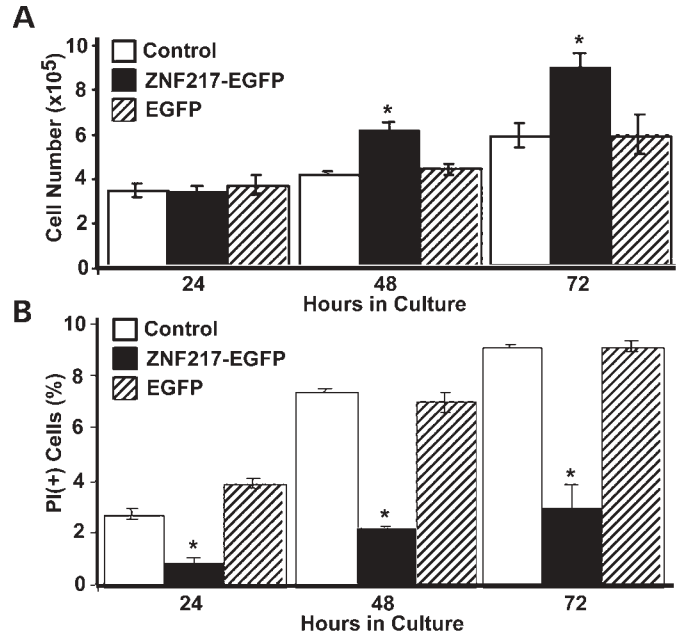 A
Cell Number (x10⁵)
10
8
6
4
2
0
Control
ZNF217-EGFP
EGFP
*
*
24
48
72
Hours in Culture
B
PI(+) Cells (%)
10
8
6
4
2
0
Control
ZNF217-EGFP
EGFP
*
*
*
24
48
72
Hours in Culture